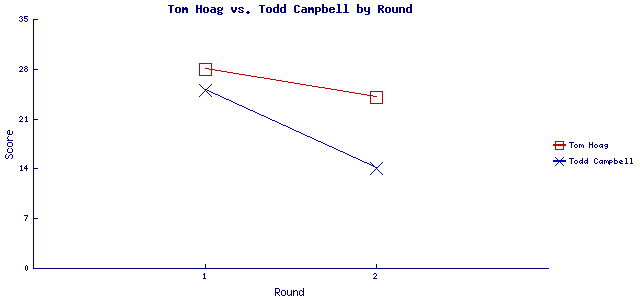 Tom Hoag vs. Todd Campbell by Round
35
28
21
14
7
0
Score
1
2
Round
Tom Hoag
Todd Campbell